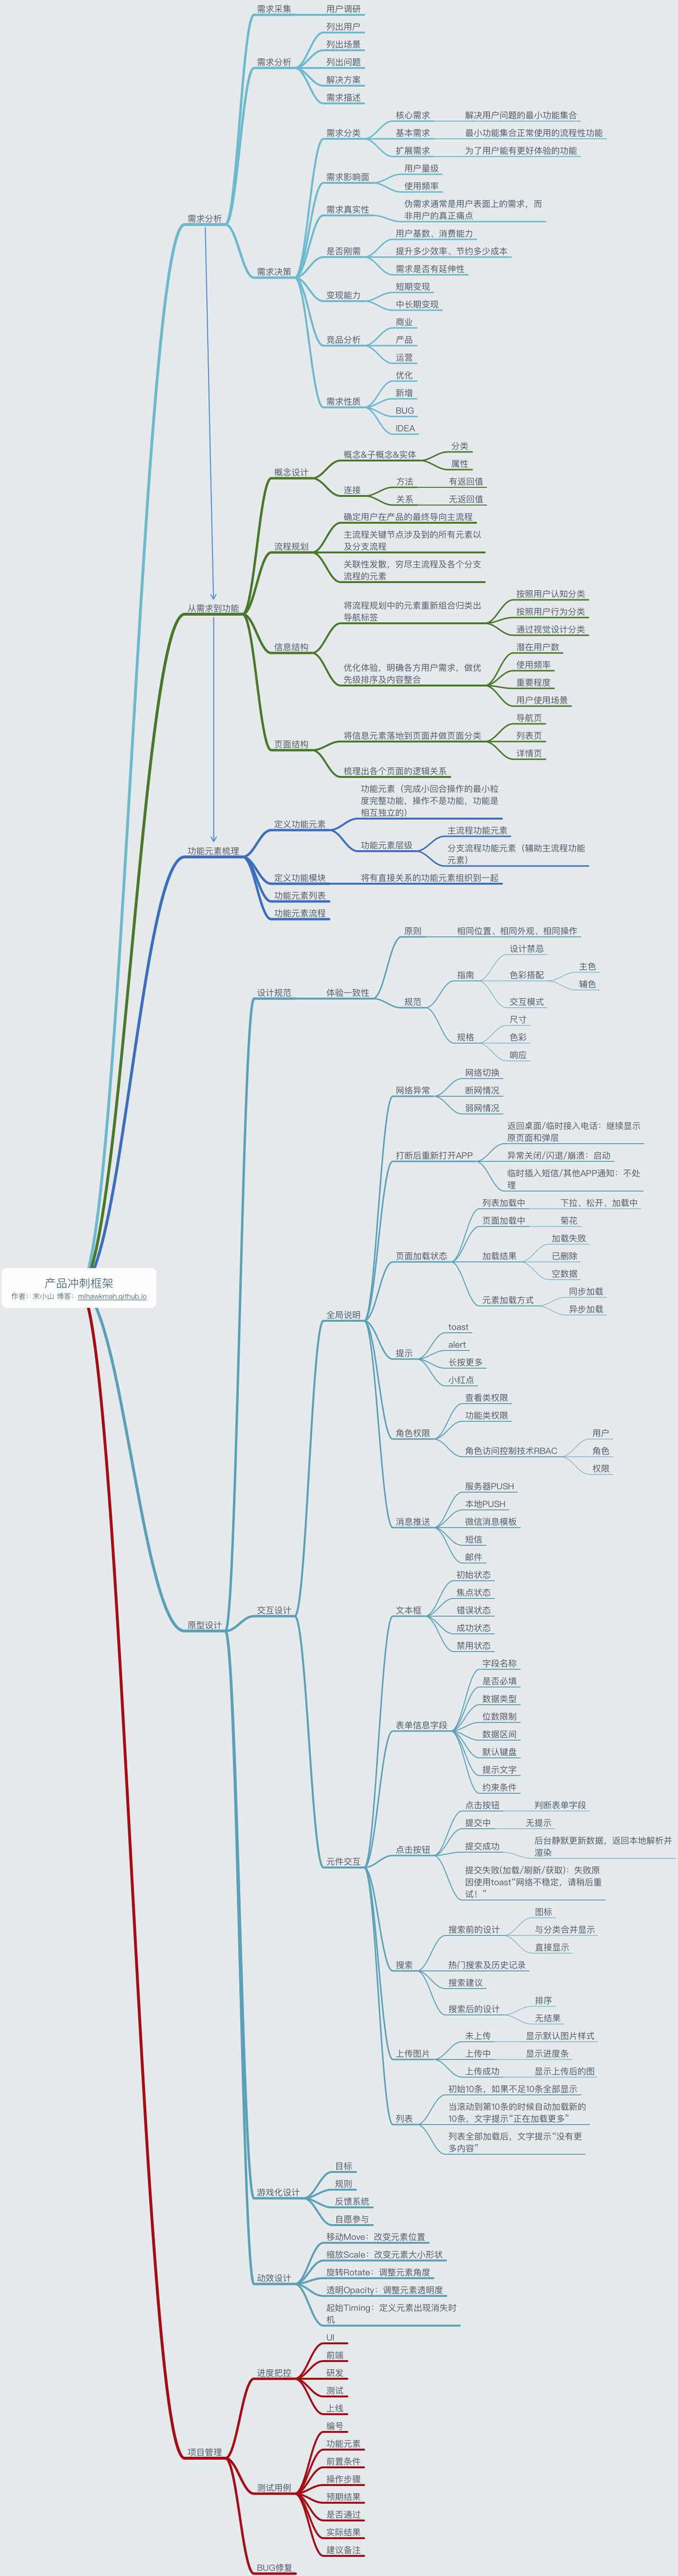 需求采集
用户调研
需求分析
列出用户
列出场景
列出问题
解决方案
需求描述
需求分析
需求决策
需求分类
核心需求
解决用户问题的最小功能集合
基本需求
最小功能集合正常使用的流程性功能
扩展需求
为了用户能有更好体验的功能
需求影响面
用户量级
使用频率
需求真实性
伪需求通常是用户表面上的需求，而
非用户的真正痛点
是否刚需
用户基数、消费能力
提升多少效率、节约多少成本
需求是否有延伸性
变现能力
短期变现
中长期变现
竞品分析
商业
产品
运营
需求性质
优化
新增
BUG
IDEA
从需求到功能
概念设计
概念&子概念&实体
分类
属性
连接
方法
有返回值
关系
无返回值
流程规划
确定用户在产品的最终导向主流程
主流程关键节点涉及到的所有元素以
及分支流程
关联性发散，穷尽主流程及各个分支
流程的元素
信息结构
将流程规划中的元素重新组合归类出
导航标签
按照用户认知分类
按照用户行为分类
通过视觉设计分类
优化体验，明确各方用户需求，做优
先级排序及内容整合
潜在用户数
使用频率
重要程度
用户使用场景
页面结构
将信息元素落地到页面并做页面分类
导航页
列表页
详情页
梳理出各个页面的逻辑关系
功能元素梳理
定义功能元素
功能元素（完成小回合操作的最小粒
度完整功能，操作不是功能，功能是
相互独立的）
功能元素层级
主流程功能元素
分支流程功能元素（辅助主流程功能
元素）
定义功能模块
将有直接关系的功能元素组织到一起
功能元素列表
功能元素流程
产品冲刺框架
作者：末小山 博客：mihawkmah.github.io
原型设计
设计规范
体验一致性
原则
相同位置、相同外观、相同操作
规范
指南
设计禁忌
色彩搭配
主色
辅色
交互模式
规格
尺寸
色彩
响应
交互设计
全局说明
网络异常
网络切换
断网情况
弱网情况
打断后重新打开APP
返回桌面/临时接入电话：继续显示
原页面和弹层
异常关闭/闪退/崩溃：启动
临时插入短信/其他APP通知：不处
理
页面加载状态
列表加载中
下拉、松开、加载中
页面加载中
菊花
加载结果
加载失败
已删除
空数据
元素加载方式
同步加载
异步加载
提示
toast
alert
长按更多
小红点
角色权限
查看类权限
功能类权限
角色访问控制技术RBAC
用户
角色
权限
消息推送
服务器PUSH
本地PUSH
微信消息模板
短信
邮件
元件交互
文本框
初始状态
焦点状态
错误状态
成功状态
禁用状态
表单信息字段
字段名称
是否必填
数据类型
位数限制
数据区间
默认键盘
提示文字
约束条件
点击按钮
点击按钮
判断表单字段
提交中
无提示
提交成功
后台静默更新数据，返回本地解析并
渲染
提交失败(加载/刷新/获取)：失败原
因使用toast“网络不稳定，请稍后重
试！”
搜索
搜索前的设计
图标
与分类合并显示
直接显示
热门搜索及历史记录
搜索建议
搜索后的设计
排序
无结果
上传图片
未上传
显示默认图片样式
上传中
显示进度条
上传成功
显示上传后的图
列表
初始10条，如果不足10条全部显示
当滚动到第10条的时候自动加载新的
10条，文字提示“正在加载更多”
列表全部加载后，文字提示“没有更
多内容”
游戏化设计
目标
规则
反馈系统
自愿参与
动效设计
移动Move：改变元素位置
缩放Scale：改变元素大小形状
旋转Rotate：调整元素角度
透明Opacity：调整元素透明度
起始Timing：定义元素出现消失时
机
项目管理
进度把控
UI
前端
研发
测试
上线
测试用例
编号
功能元素
前置条件
操作步骤
预期结果
是否通过
实际结果
建议备注
BUG修复